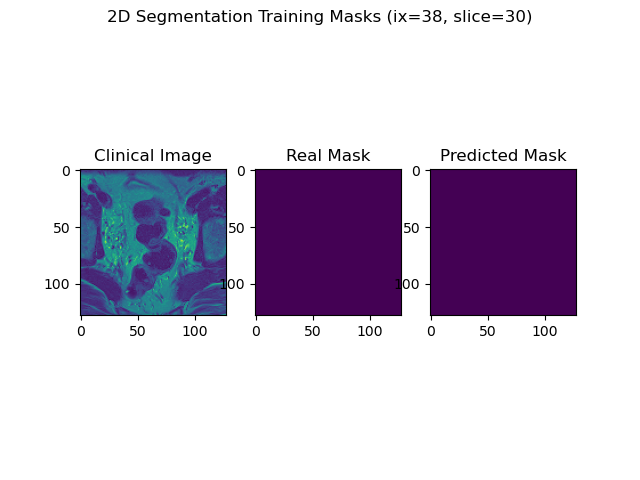 2D Segmentation Training Masks (ix=38, slice=30)
Clinical Image Real Mask Predicted Mask
0 0 0
50 50 50
100 100 100
0 50 100 0 50 100 0 50 100